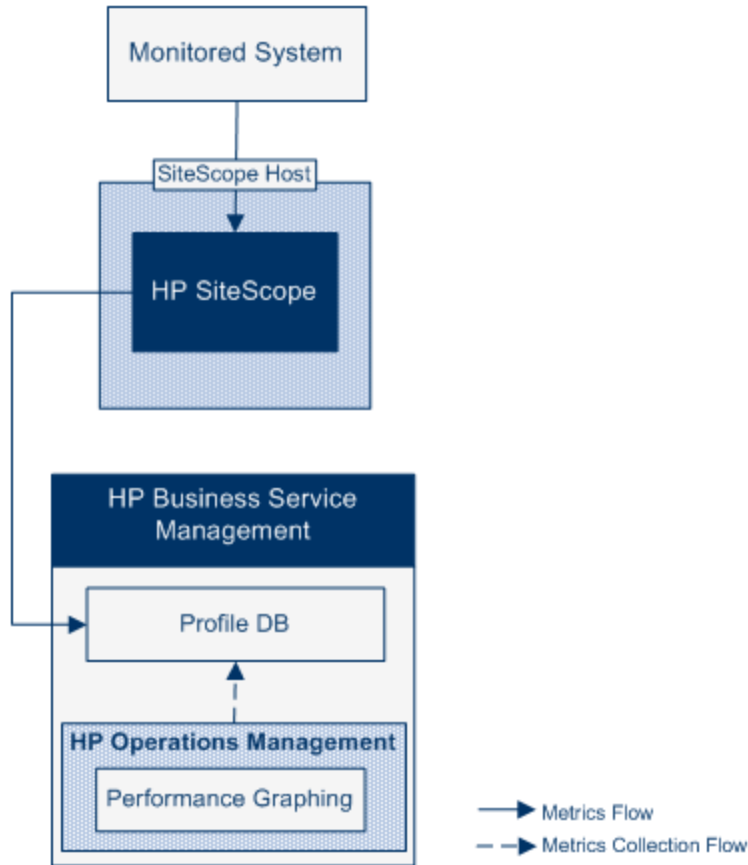 Monitored System
SiteScope Host
HP SiteScope
HP Business Service
Management
Profile DB
HP Operations Management
Performance Graphing
Metrics Flow
Metrics Collection Flow